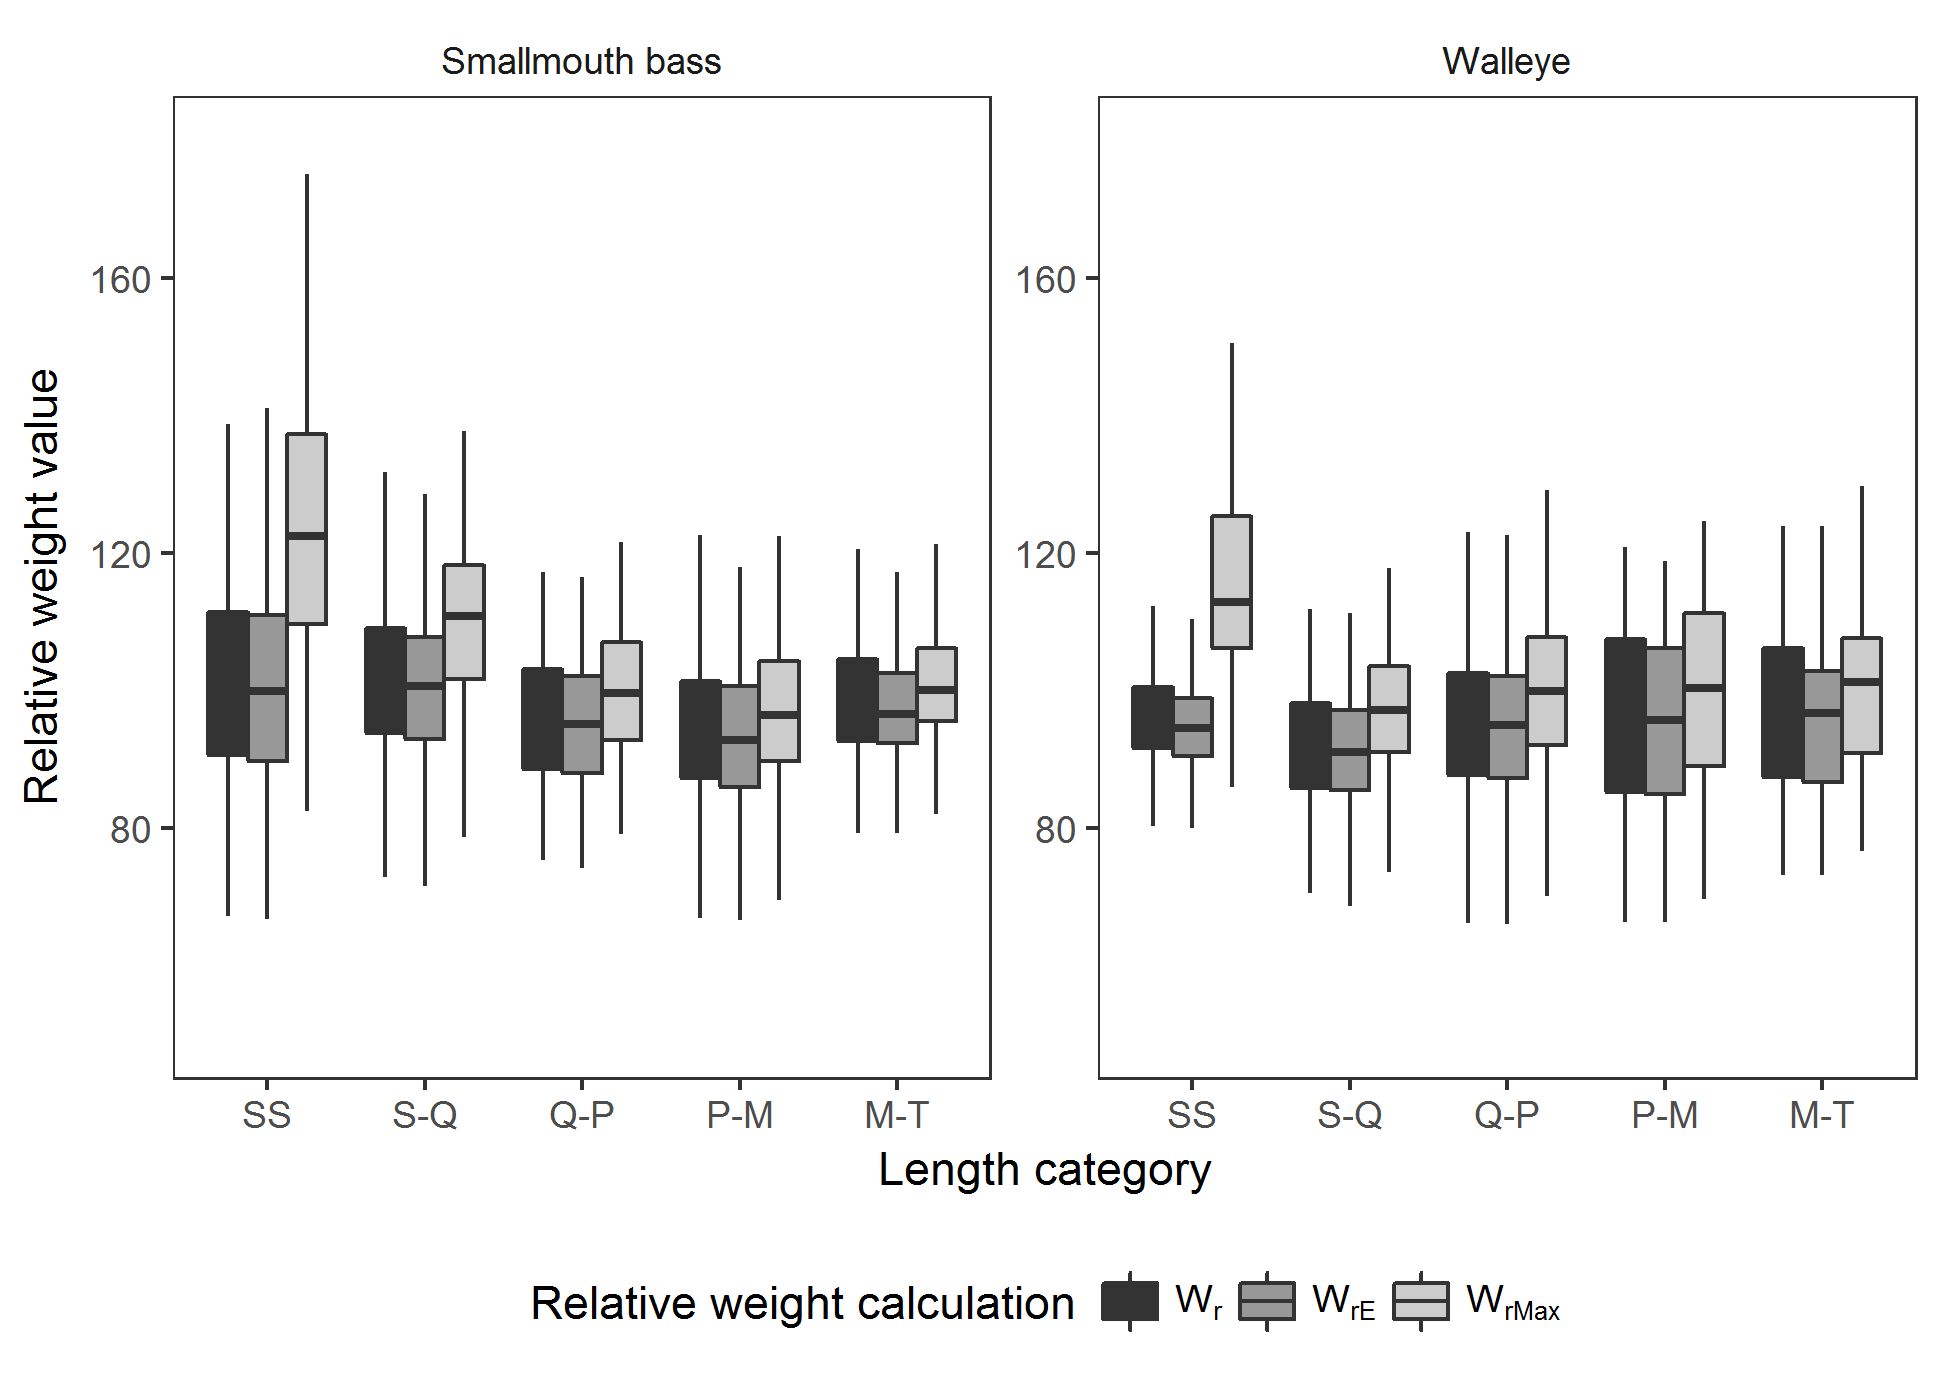 Smallmouth bass
Walleye
Relative weight value
160
120
80
160
120
80
SS S-Q Q-P P-M M-T
SS S-Q Q-P P-M M-T
Length category
Relative weight calculation Wr WrE WrMax